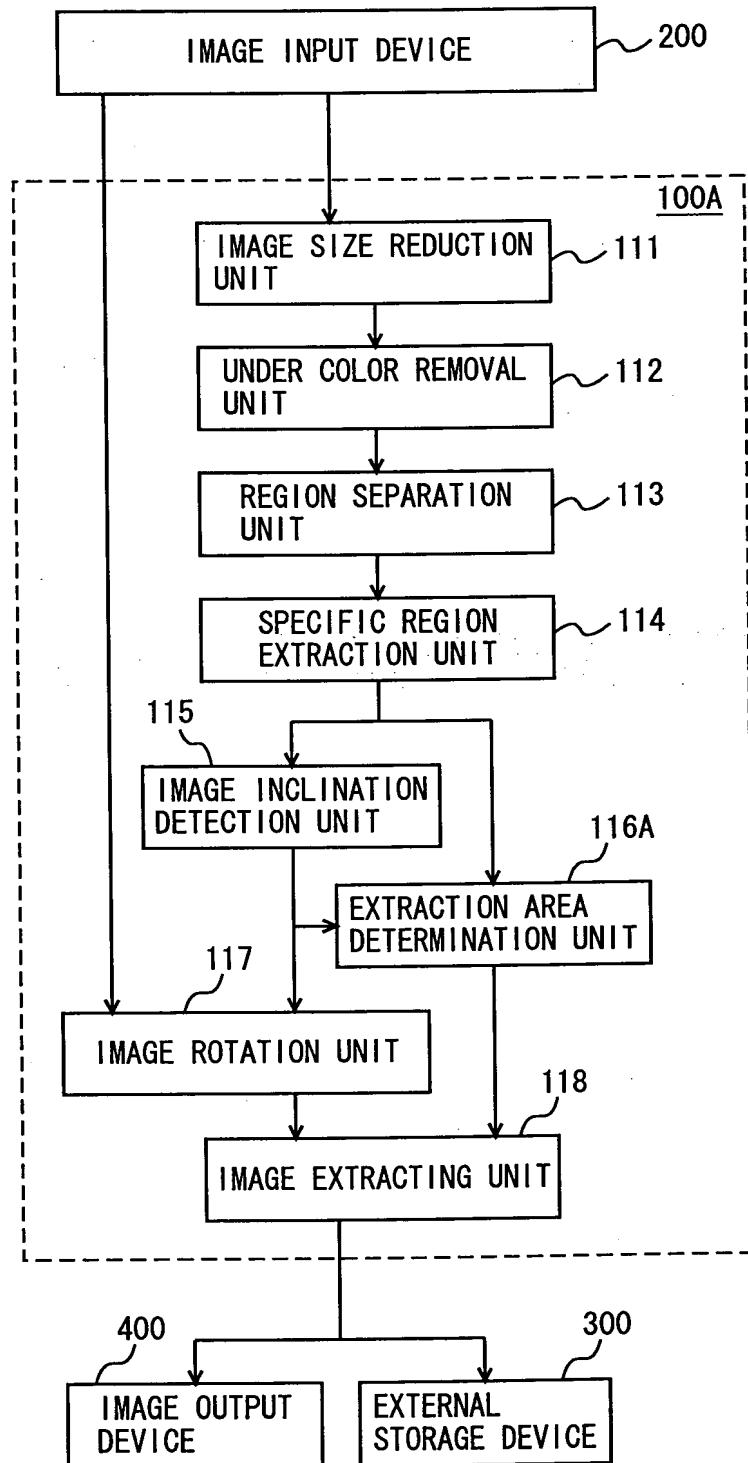 IMAGE INPUT DEVICE
200
100A
IMAGE SIZE REDUCTION
UNIT
111
UNDER COLOR REMOVAL
UNIT
112
REGION SEPARATION
UNIT
113
SPECIFIC REGION
EXTRACTION UNIT
114
115
IMAGE INCLINATION
DETECTION UNIT
116A
EXTRACTION AREA
DETERMINATION UNIT
117
IMAGE ROTATION UNIT
118
IMAGE EXTRACTING UNIT
400
IMAGE OUTPUT
DEVICE
300
EXTERNAL
STORAGE DEVICE